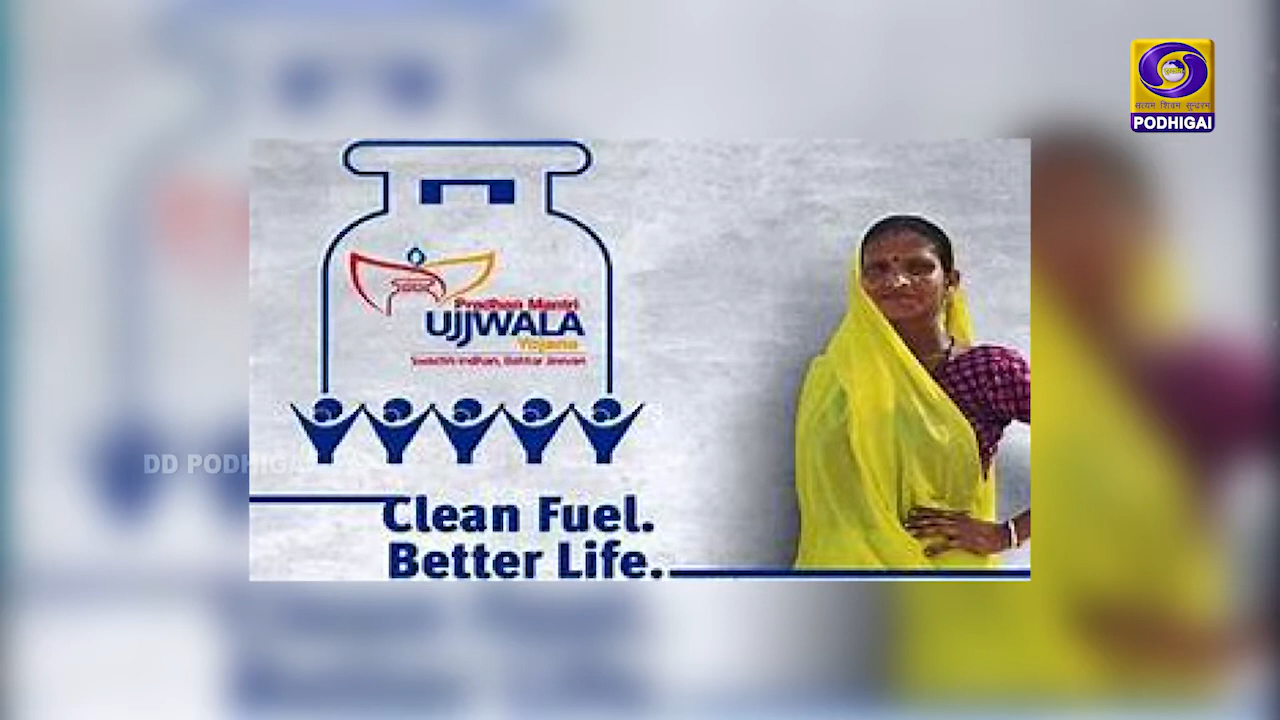 सत्यम शिवम सुन्दरम
PODHIGAI
Pradhan Mantri
UJJWALA
Yojana
Swachh Indhan, Behtar Jeevan
DD PODHIGAI
Clean Fuel.
Better Life.